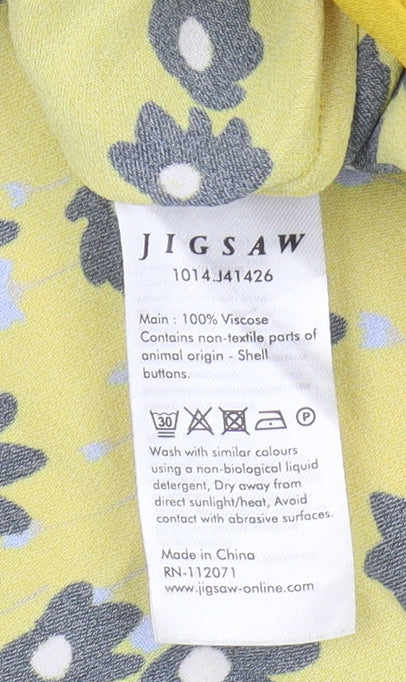 JIGSAW
1014.J41426
Main : 100% Viscose
Contains non-textile parts of
animal origin - Shell
buttons.
30
P
Wash with similar colours
using a non-biological liquid
detergent, Dry away from
direct sunlight/heat, Avoid
contact with abrasive surfaces.
Made in China
RN-112071
www.jigsaw-online.com